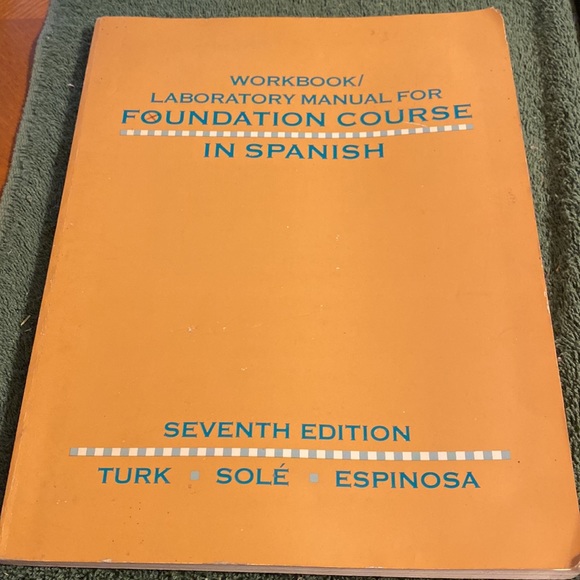 WORKBOOK/
LABORATORY MANUAL FOR
FOUNDATION COURSE
IN SPANISH
SEVENTH EDITION
TURK ▪ SOLÉ ▪ ESPINOSA